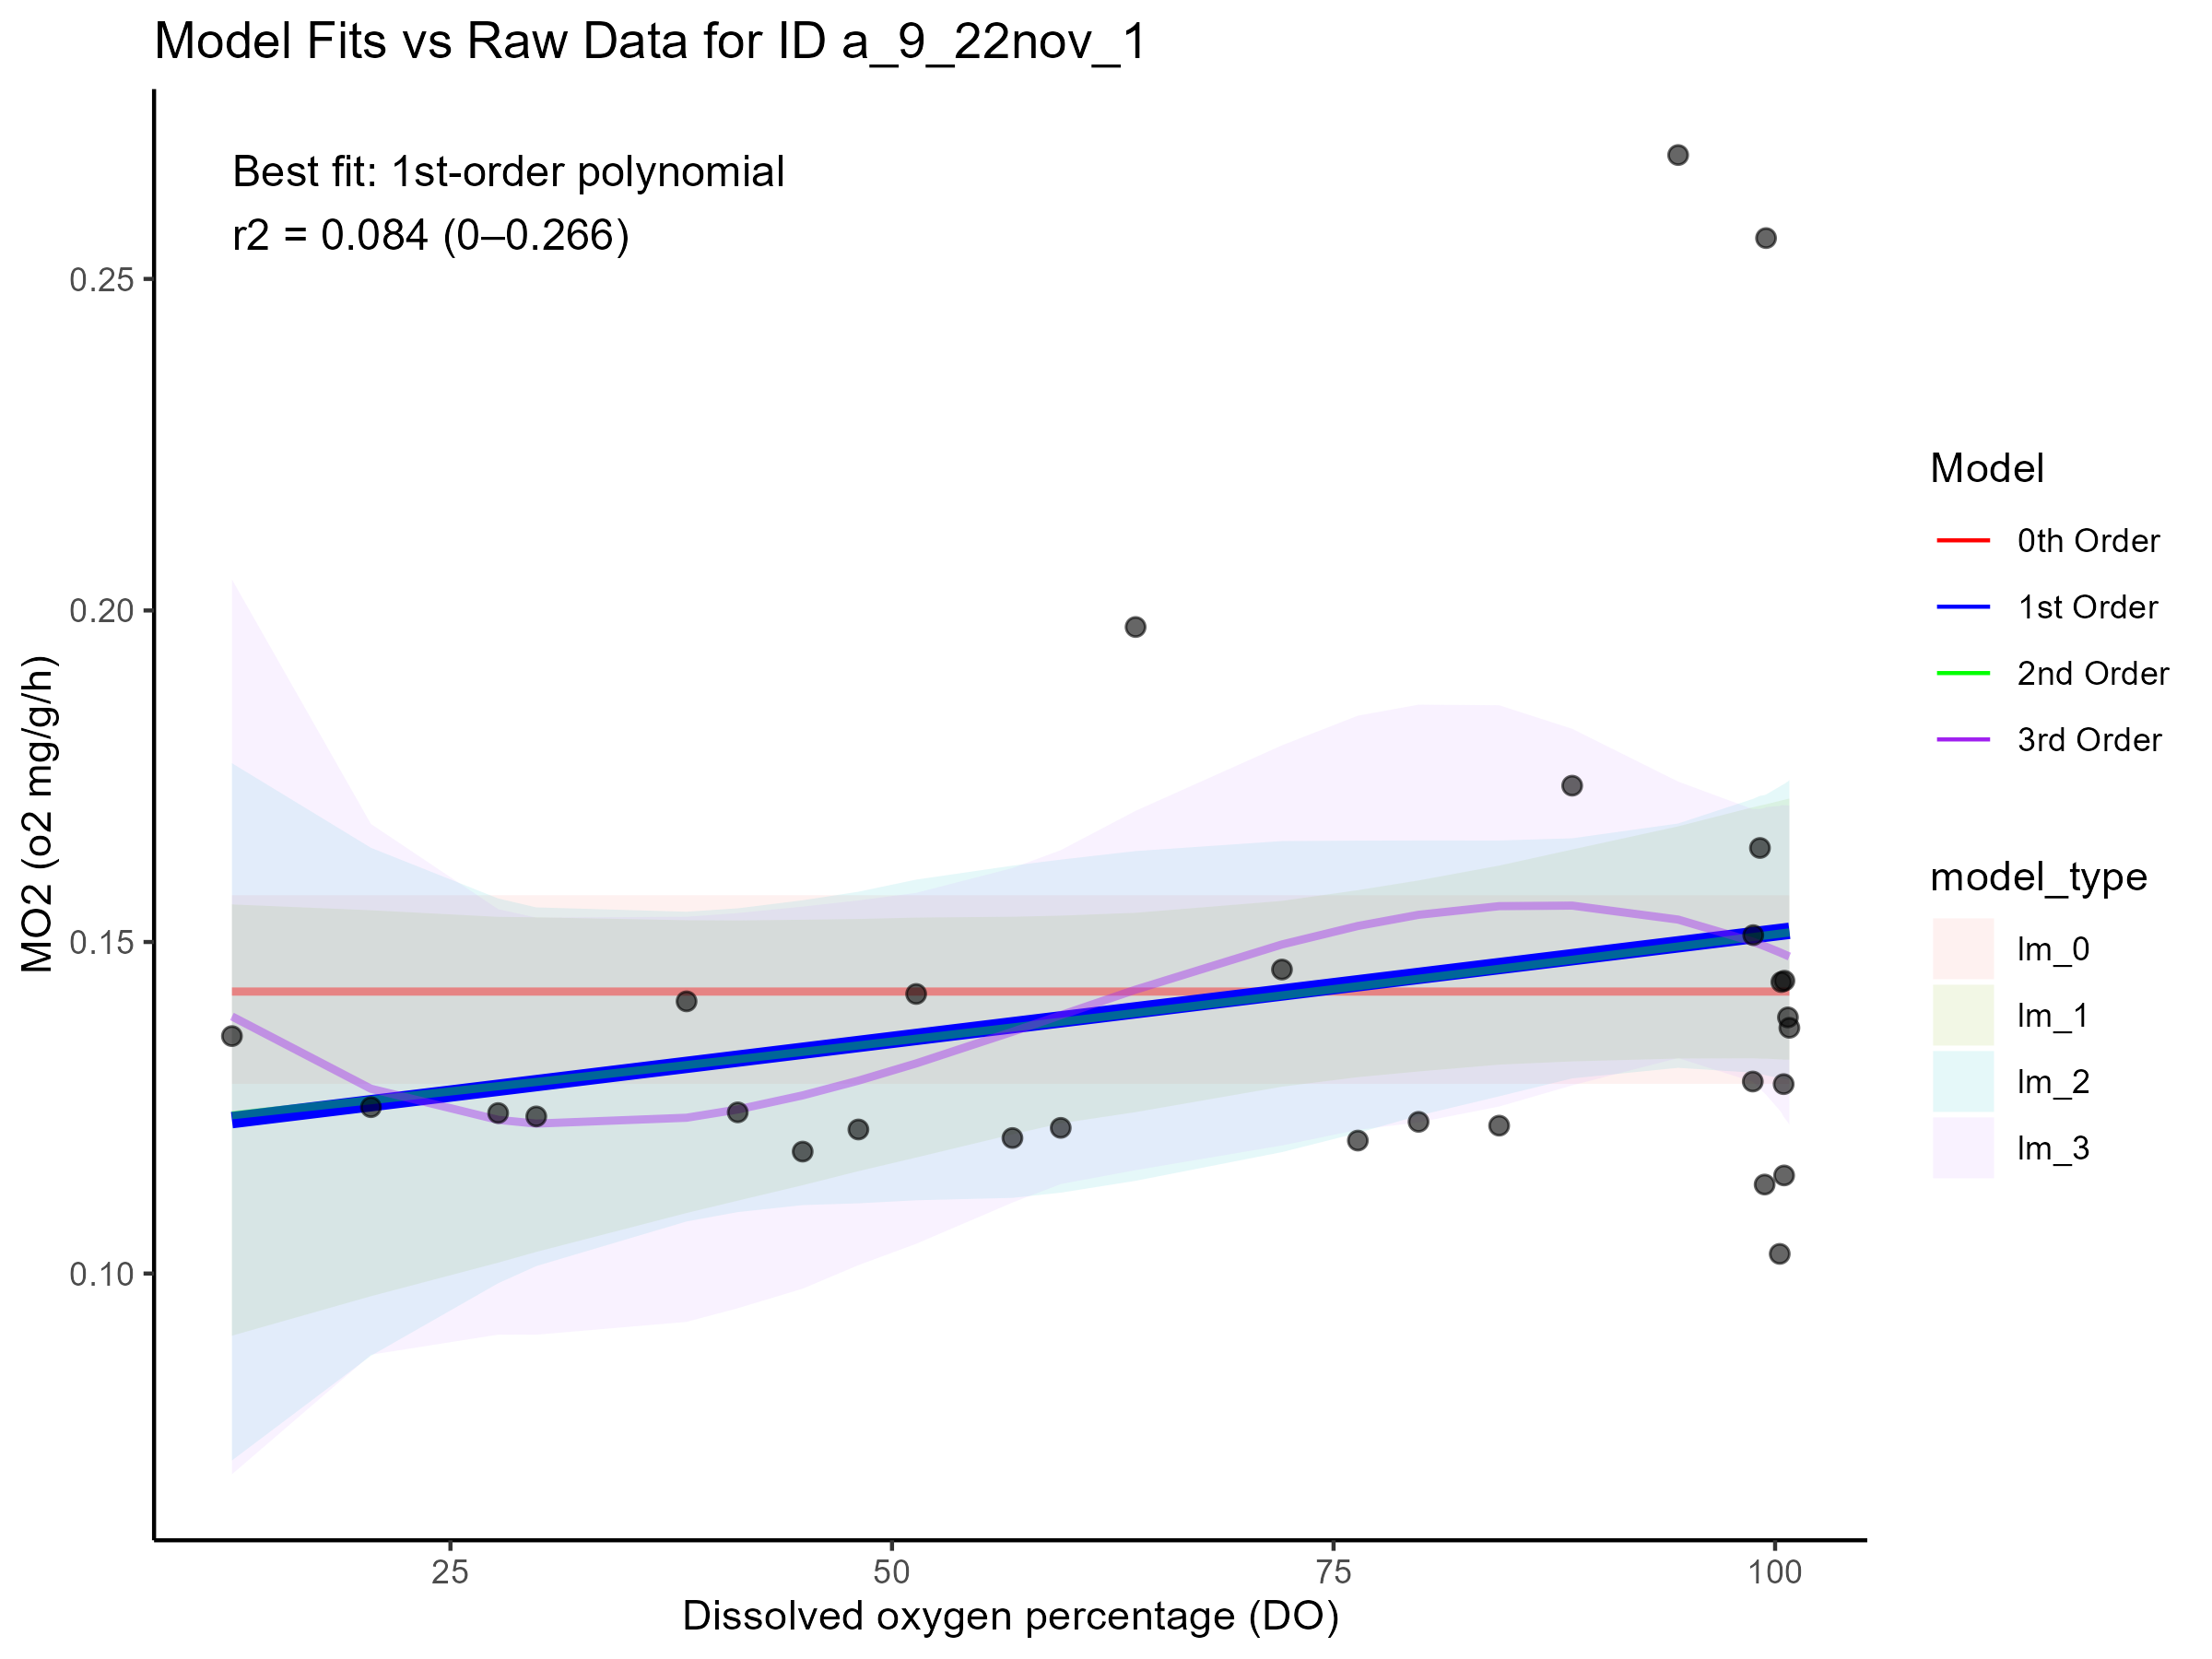 Model Fits vs Raw Data for ID a_9_22nov_1
Best fit: 1st-order polynomial
r2 = 0.084 (0–0.266)
MO2 (o2 mg/g/h)
0.25
0.20
0.15
0.10
25
50
75
100
Dissolved oxygen percentage (DO)
Model
0th Order
1st Order
2nd Order
3rd Order
model_type
lm_0
lm_1
lm_2
lm_3